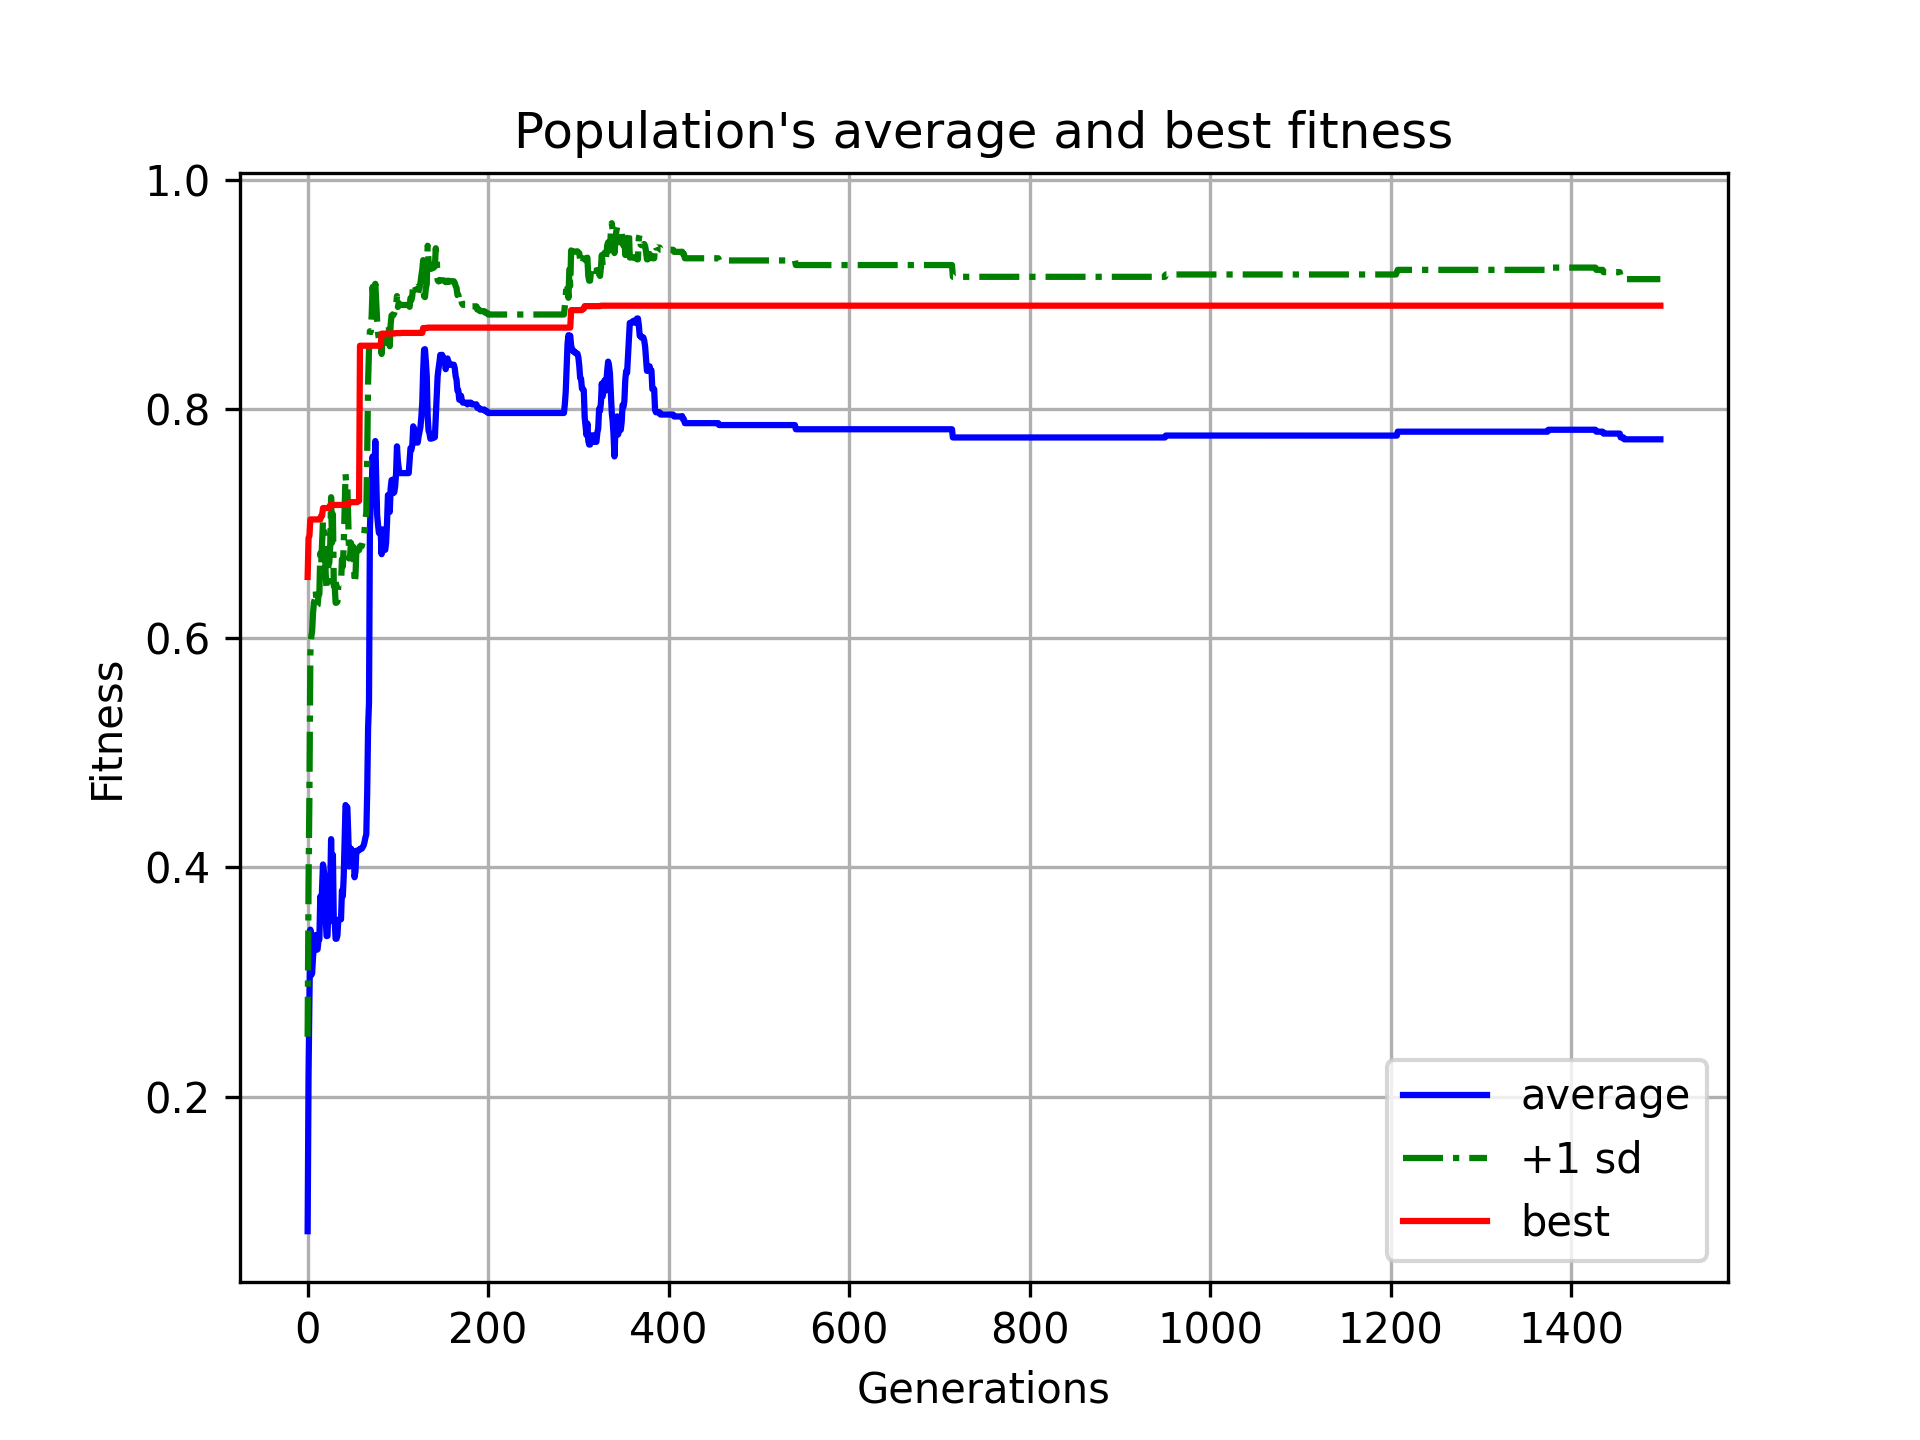 Population's average and best fitness
1.0
0.8
0.6
0.4
0.2
Fitness
0 200 400 600 800 1000 1200 1400
Generations
average
+1 sd
best